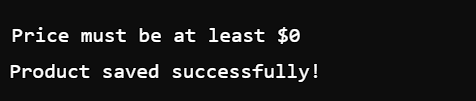 Price must be at least $0
Product saved successfully!